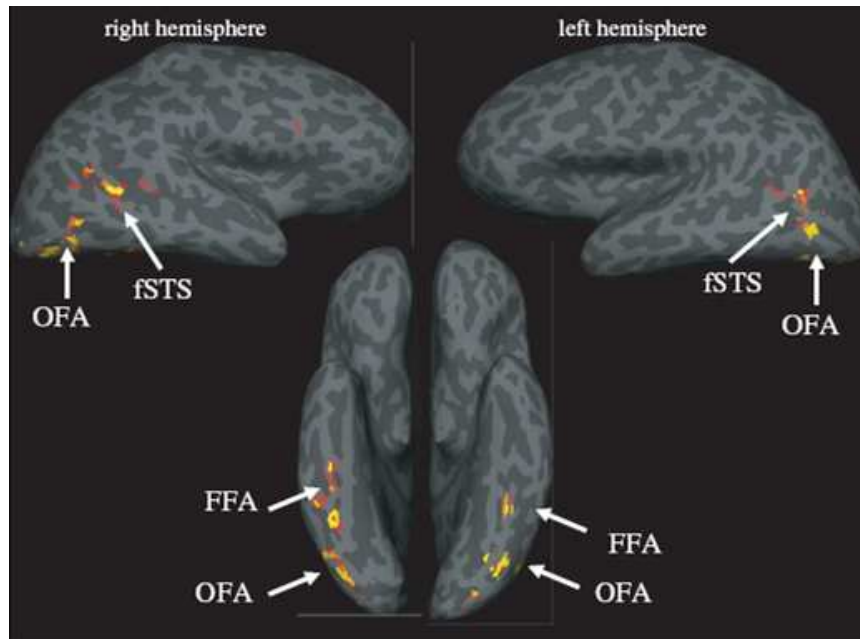 right hemisphere
left hemisphere
fSTS
OFA
fSTS
OFA
FFA
OFA
FFA
OFA